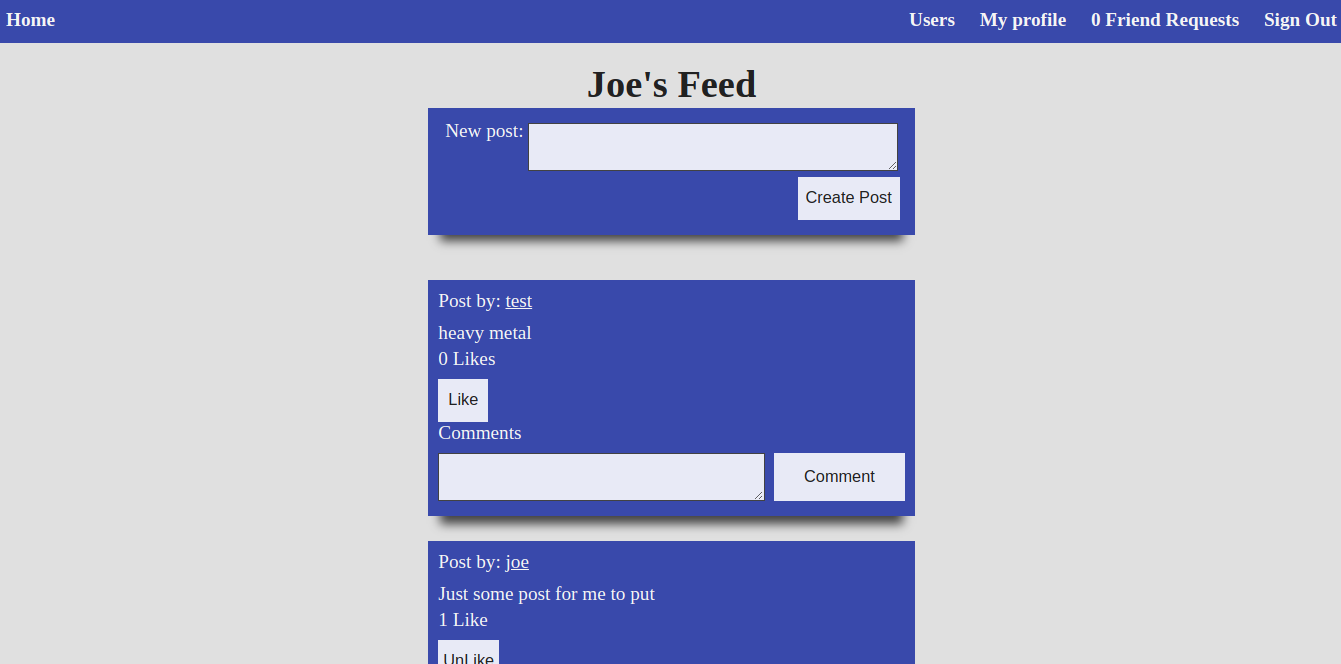 Home Users My profile 0 Friend Requests Sign Out
Joe's Feed
New post:
Create Post
Post by: test
heavy metal
0 Likes
Like
Comments
Comment
Post by: joe
Just some post for me to put
1 Like
UnLike